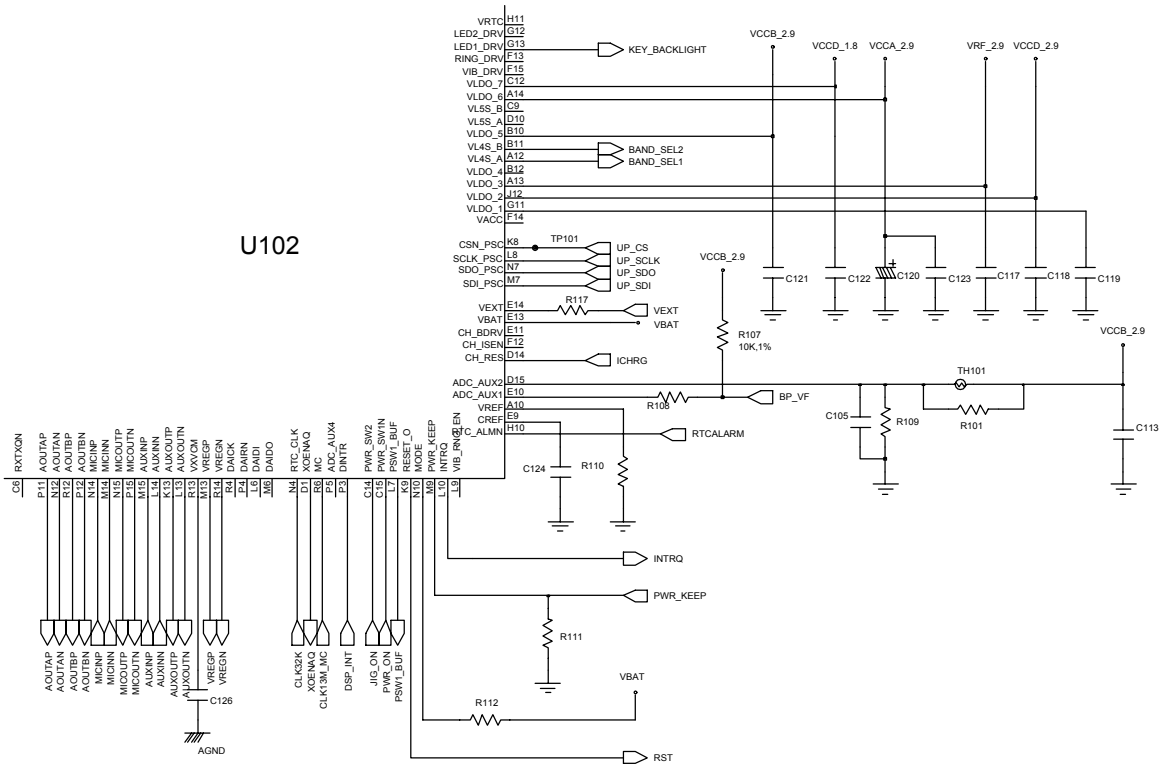 VRTC H11
LED2_DRV G12
LED1_DRV G13 KEY_BACKLIGHT
RING_DRV F13
VIB_DRV F15
VLDO_7 C12
VLDO_6 A14
VL5S_B C9
VL5S_A D10
VLDO_5 B10
VL4S_B B11 BAND_SEL2
VL4S_A A12 BAND_SEL1
VLDO_4 B12
VLDO_3 A13
VLDO_2 J12
VLDO_1 G11
VACC F14
VCCB_2.9
VCCD_1.8
VCCA_2.9
VRF_2.9
VCCD_2.9
U102
CSN_PSC K8 TP101 UP_CS
SCLK_PSC L8 UP_SCLK
SDO_PSC N7 UP_SDO
SDI_PSC M7 UP_SDI
VCCB_2.9
C121
C122
+
C120
C123
C117
C118
C119
VEXT E14 R117 VEXT
VBAT E13 VBAT
CH_BDRV E11
CH_ISEN F12
CH_RES D14 ICHRG
R107
10K,1%
VCCB_2.9
ADC_AUX2 D15
ADC_AUX1 E10 R108 BP_VF
VREF A10
CREF E9
RTC_ALMN H10 RTCALARM
TH101
R101
C105
R109
C113
C124
R110
RXTXQN C6
AOUTAP P11 AOUTAP
AOUTAN N12 AOUTAN
AOUTBP R12 AOUTBP
AOUTBN P12 AOUTBN
MICINP N14 MICINP
MICINN M14 MICINN
MICOUTP N15 MICOUTP
MICOUTN P15 MICOUTN
AUXINP M15 AUXINP
AUXINN L14 AUXINN
AUXOUTP K13 AUXOUTP
AUXOUTN L13 AUXOUTN
VXVCM R13
VREGP M13 VREGP
VREGN R14 VREGN
DAICK R4
DAIRN P4
DAIDI L6
DAIDO M6
RTC_CLK N4 CLK32K
XOENAQ D1 XOENAQ
MC R6 CLK13M_MC
ADC_AUX4 P5
DINTR P3 DSP_INT
PWR_SW2 C14 JIG_ON
PWR_SW1N C15 PWR_ON
PSW1_BUF L7 PSW1_BUF
RESET_O K9
MODE N10
PWR_KEEP M9
INTRQ L10
L9
INTRQ
PWR_KEEP
R111
C126
AGND
VBAT
R112
RST